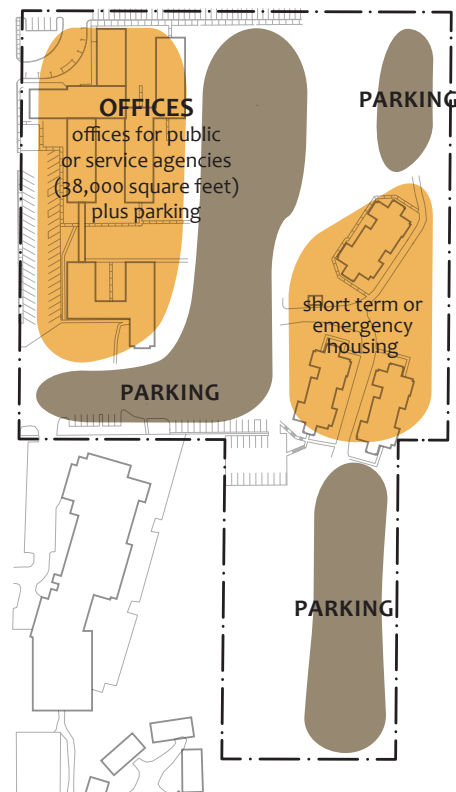 OFFICES
offices for public
or service agencies
(38,000 square feet)
plus parking
PARKING
short term or
emergency
housing
PARKING
PARKING